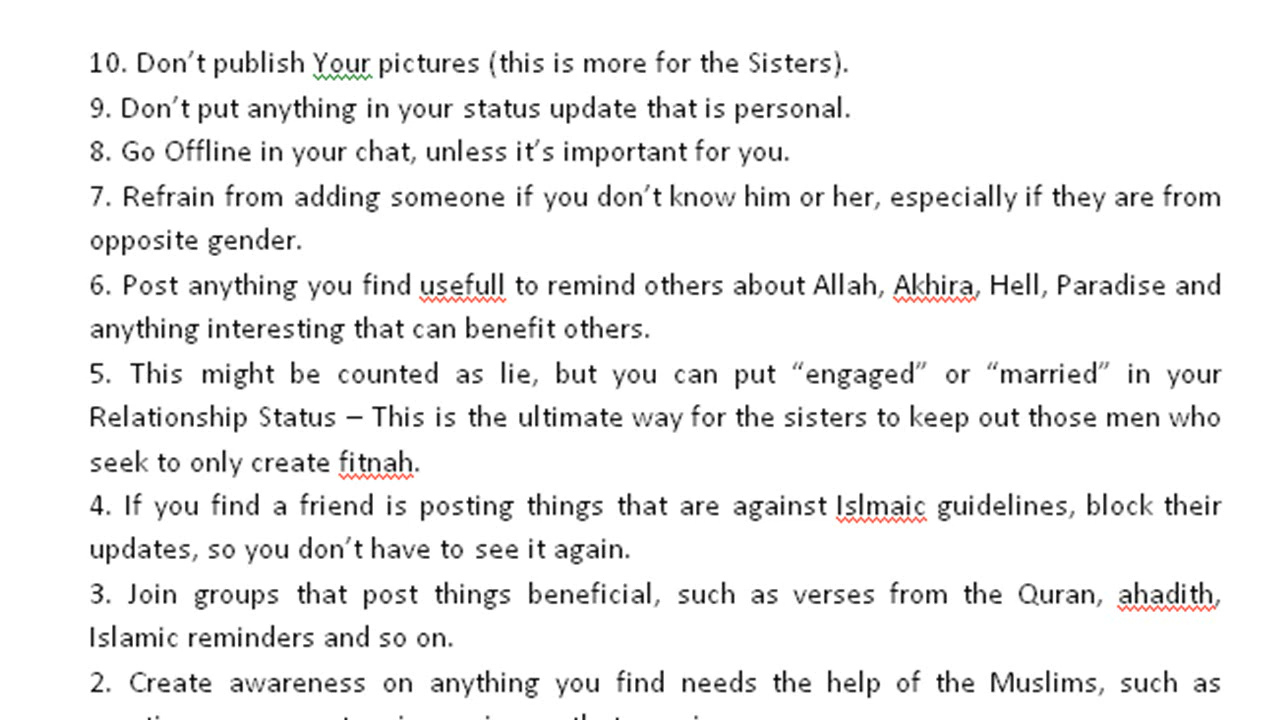 10. Don’t publish Your pictures (this is more for the Sisters).
9. Don’t put anything in your status update that is personal.
8. Go Offline in your chat, unless it’s important for you.
7. Refrain from adding someone if you don’t know him or her, especially if they are from
opposite gender.
6. Post anything you find usefull to remind others about Allah, Akhira, Hell, Paradise and
anything interesting that can benefit others.
5. This might be counted as lie, but you can put “engaged” or “married” in your
Relationship Status – This is the ultimate way for the sisters to keep out those men who
seek to only create fitnah.
4. If you find a friend is posting things that are against Islmaic guidelines, block their
updates, so you don’t have to see it again.
3. Join groups that post things beneficial, such as verses from the Quran, ahadith,
Islamic reminders and so on.
2. Create awareness on anything you find needs the help of the Muslims, such as